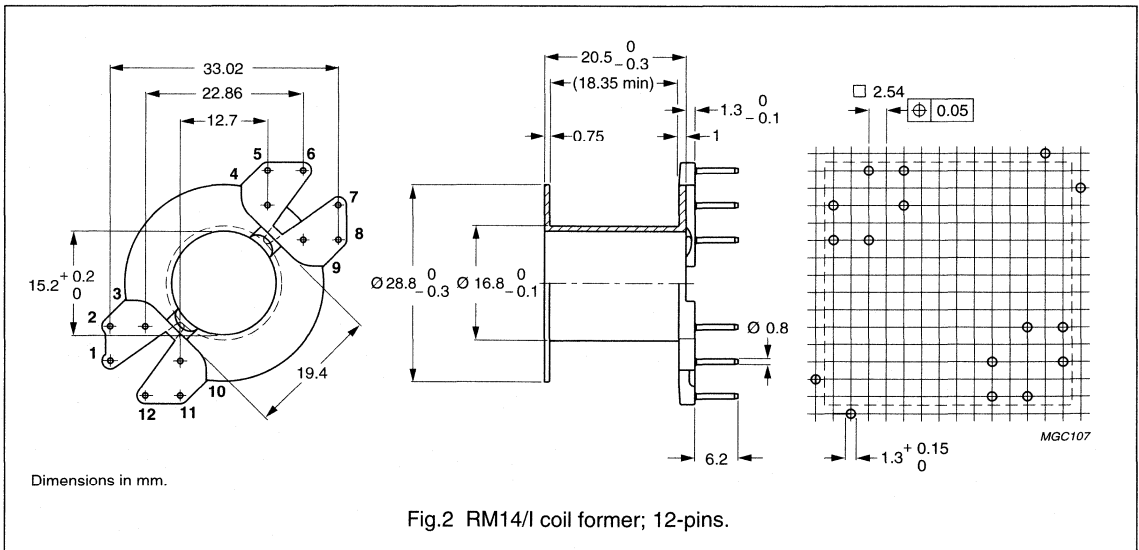 33.02
22.86
12.7
5 6
4
7
8
9
15.2 + 0.2 0
3
2
1
10
12 11
19.4
20.5 0 − 0.3
(18.35 min)
0.75
1.3 0 − 0.1
1
Ø 28.8 0 − 0.3
Ø 16.8 0 − 0.1
Ø 0.8
6.2
□ 2.54
⌖ 0.05
1.3 + 0.15 0
MGC107
Dimensions in mm.
Fig.2 RM14/I coil former; 12-pins.